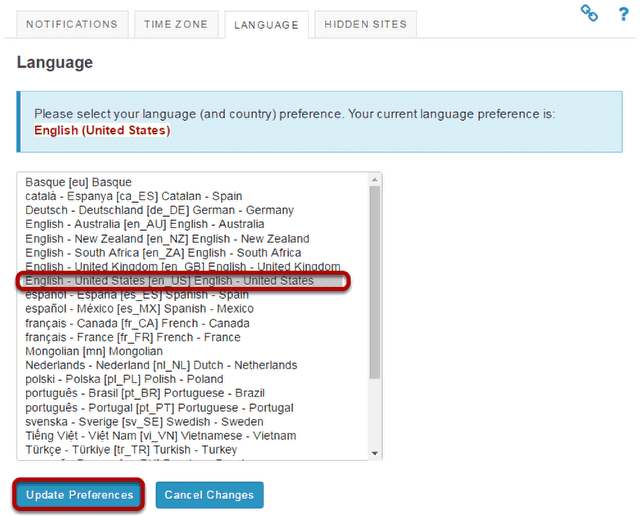 NOTIFICATIONS
TIME ZONE
LANGUAGE
HIDDEN SITES
?
Language
Please select your language (and country) preference. Your current language preference is:
English (United States)
Basque [eu] Basque
català - Espanya [ca_ES] Catalan - Spain
Deutsch - Deutschland [de_DE] German - Germany
English - Australia [en_AU] English - Australia
English - New Zealand [en_NZ] English - New Zealand
English - South Africa [en_ZA] English - South Africa
English - United Kingdom [en_GB] English - United Kingdom
English - United States [en_US] English - United States
español - España [es_ES] Spanish - Spain
español - México [es_MX] Spanish - Mexico
français - Canada [fr_CA] French - Canada
français - France [fr_FR] French - France
Mongolian [mn] Mongolian
Nederlands - Nederland [nl_NL] Dutch - Netherlands
polski - Polska [pl_PL] Polish - Poland
português - Brasil [pt_BR] Portuguese - Brazil
português - Portugal [pt_PT] Portuguese - Portugal
svenska - Sverige [sv_SE] Swedish - Sweden
Tiếng Việt - Việt Nam [vi_VN] Vietnamese - Vietnam
Türkçe - Türkiye [tr_TR] Turkish - Turkey
Update Preferences
Cancel Changes